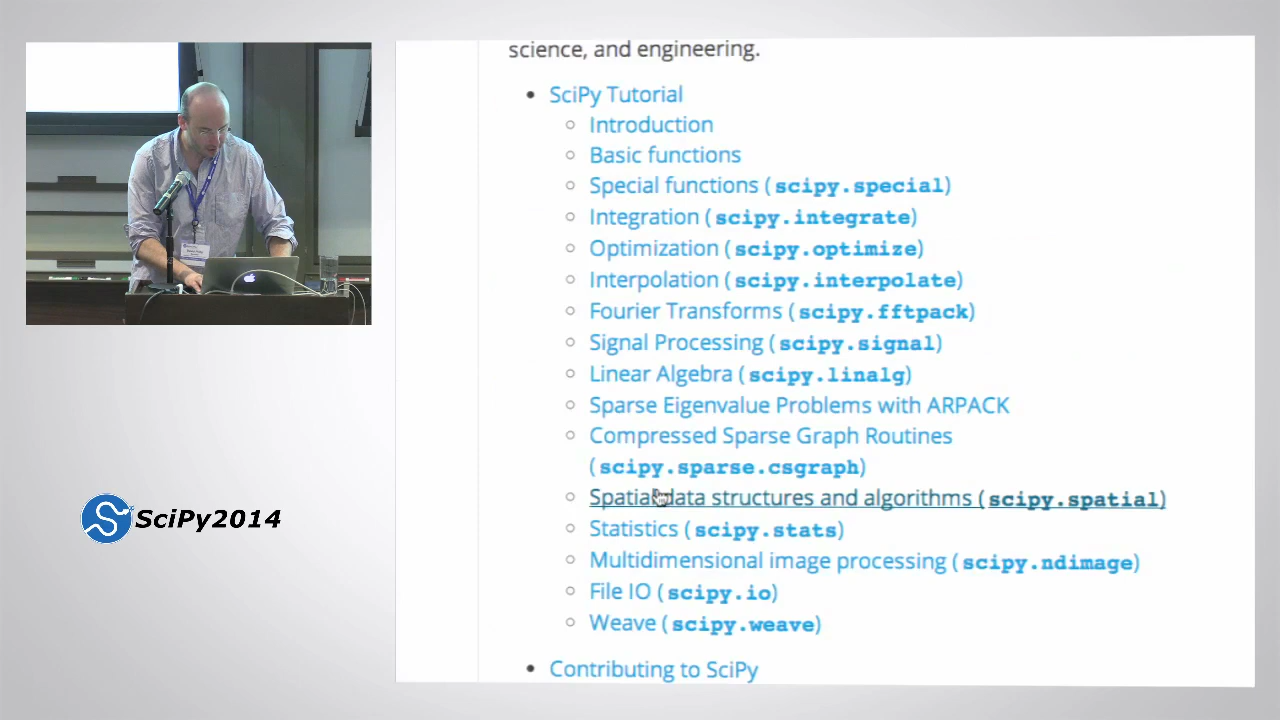 science, and engineering.
SciPy Tutorial
Introduction
Basic functions
Special functions (scipy.special)
Integration (scipy.integrate)
Optimization (scipy.optimize)
Interpolation (scipy.interpolate)
Fourier Transforms (scipy.fftpack)
Signal Processing (scipy.signal)
Linear Algebra (scipy.linalg)
Sparse Eigenvalue Problems with ARPACK
Compressed Sparse Graph Routines
(scipy.sparse.csgraph)
Spatial data structures and algorithms (scipy.spatial)
Statistics (scipy.stats)
Multidimensional image processing (scipy.ndimage)
File IO (scipy.io)
Weave (scipy.weave)
Contributing to SciPy
SciPy2014